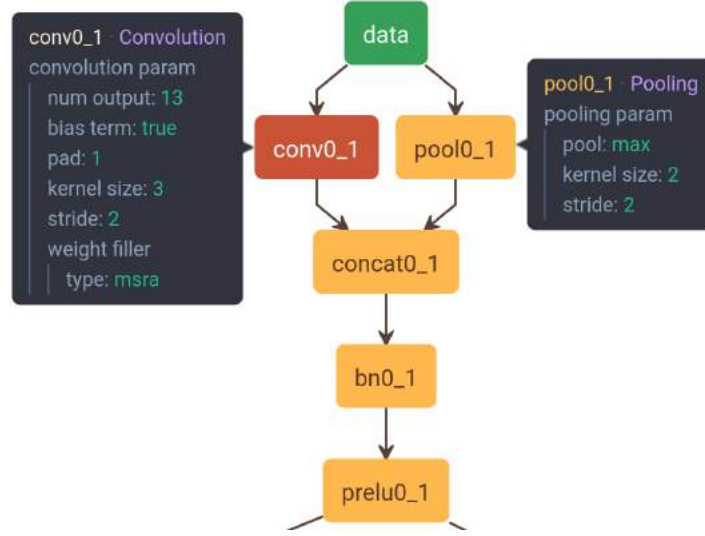 data
conv0_1 · Convolution
convolution param
num output: 13
bias term: true
pad: 1
kernel size: 3
stride: 2
weight filler
type: msra
conv0_1
pool0_1
pool0_1 · Pooling
pooling param
pool: max
kernel size: 2
stride: 2
concat0_1
bn0_1
prelu0_1